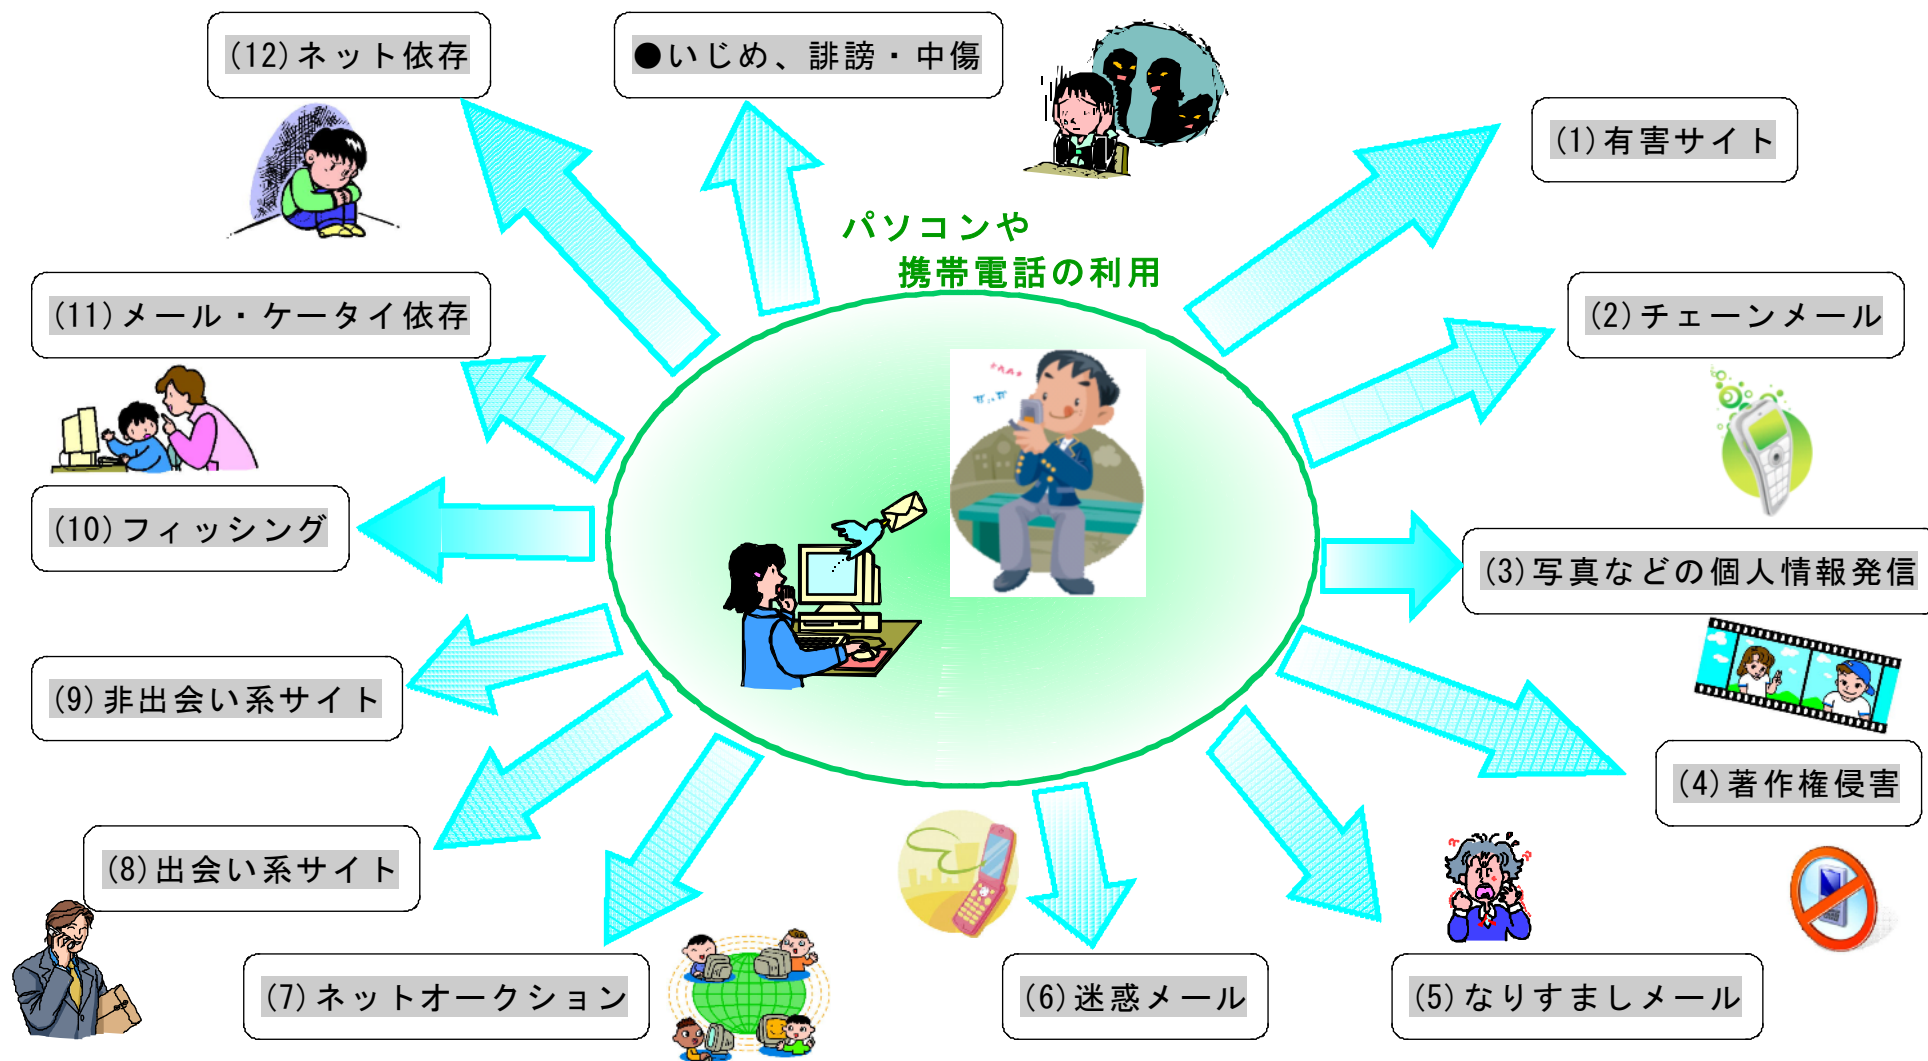 (12)ネット依存
●いじめ、誹謗・中傷
(1)有害サイト
パソコンや
携帯電話の利用
(11)メール・ケータイ依存
(2)チェーンメール
(10)フィッシング
(3)写真などの個人情報発信
(9)非出会い系サイト
(4)著作権侵害
(8)出会い系サイト
(7)ネットオークション
(6)迷惑メール
(5)なりすましメール